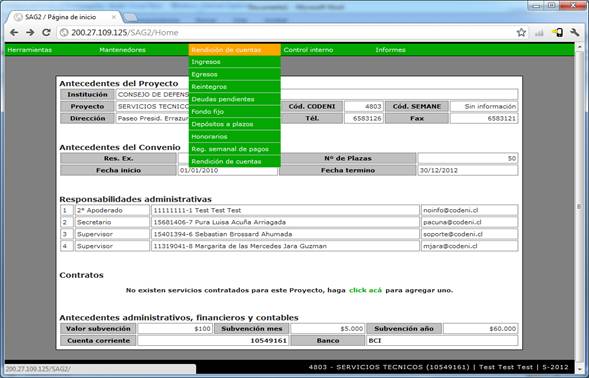 SAG2 / Página de inicio
200.27.109.125/SAG2/Home
Herramientas Mantenedores Rendición de cuentas Control interno Informes
Ingresos
Egresos
Reintegros
Deudas pendientes
Fondo fijo
Depósitos a plazos
Honorarios
Reg. semanal de pagos
Rendición de cuentas
Antecedentes del Proyecto
Institución CONSEJO DE DEFENS
Proyecto SERVICIOS TECNICO Cód. CODENI 4803 Cód. SEMANE Sin información
Dirección Paseo Presid. Errazur Tél. 6583126 Fax 6583121
Antecedentes del Convenio
Res. Ex. Nº de Plazas 50
Fecha inicio 01/01/2010 Fecha termino 30/12/2012
Responsabilidades administrativas
1 2º Apoderado 11111111-1 Test Test Test noinfo@codeni.cl
2 Secretario 15681406-7 Pura Luisa Acuña Arriagada pacuna@codeni.cl
3 Supervisor 15401394-6 Sebastian Brossard Ahumada soporte@codeni.cl
4 Supervisor 11319041-8 Margarita de las Mercedes Jara Guzman mjara@codeni.cl
Contratos
No existen servicios contratados para este Proyecto, haga click acá para agregar uno.
Antecedentes administrativos, financieros y contables
Valor subvención $100 Subvención mes $5.000 Subvención año $60.000
Cuenta corriente 10549161 Banco BCI
4803 - SERVICIOS TECNICOS (10549161) | Test Test Test | 5-2012
200.27.109.125/SAG2/